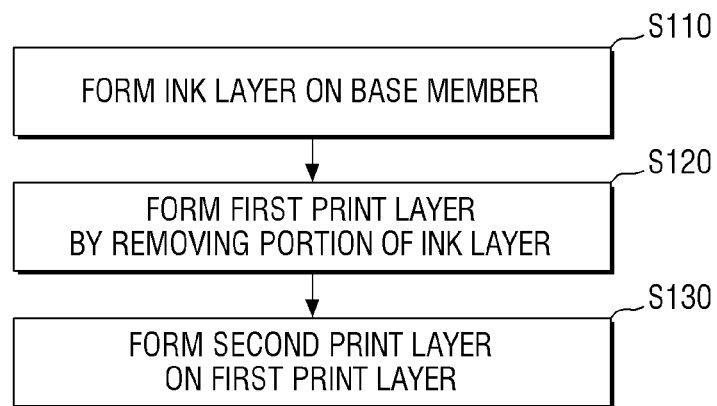 S110
FORM INK LAYER ON BASE MEMBER
S120
FORM FIRST PRINT LAYER
BY REMOVING PORTION OF INK LAYER
S130
FORM SECOND PRINT LAYER
ON FIRST PRINT LAYER